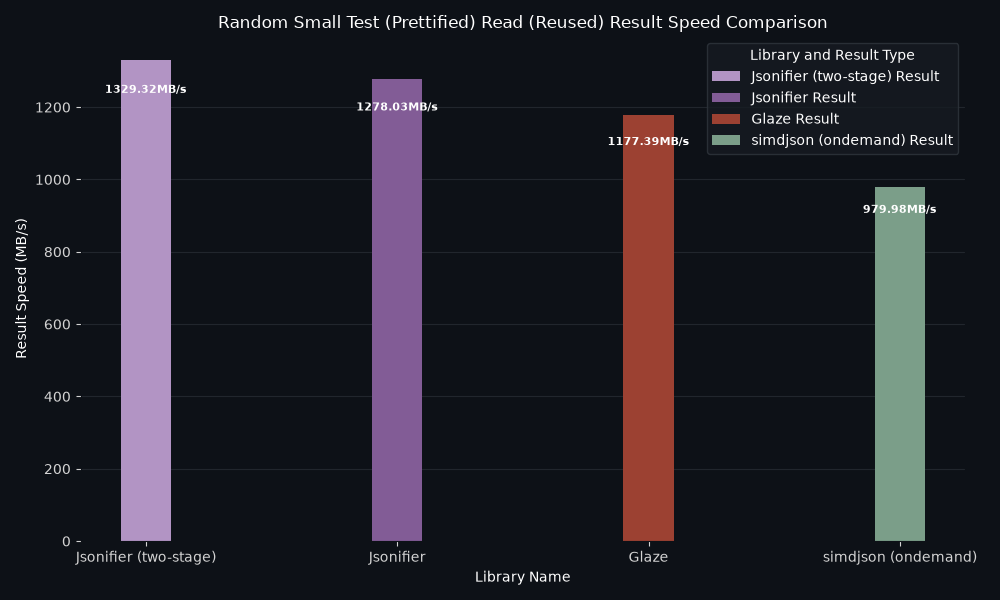 Random Small Test (Prettified) Read (Reused) Result Speed Comparison
Library and Result Type
Jsonifier (two-stage) Result
Jsonifier Result
Glaze Result
simdjson (ondemand) Result
1329.32MB/s
1278.03MB/s
1177.39MB/s
979.98MB/s
Result Speed (MB/s)
1200
1000
800
600
400
200
0
Jsonifier (two-stage)
Jsonifier
Glaze
simdjson (ondemand)
Library Name